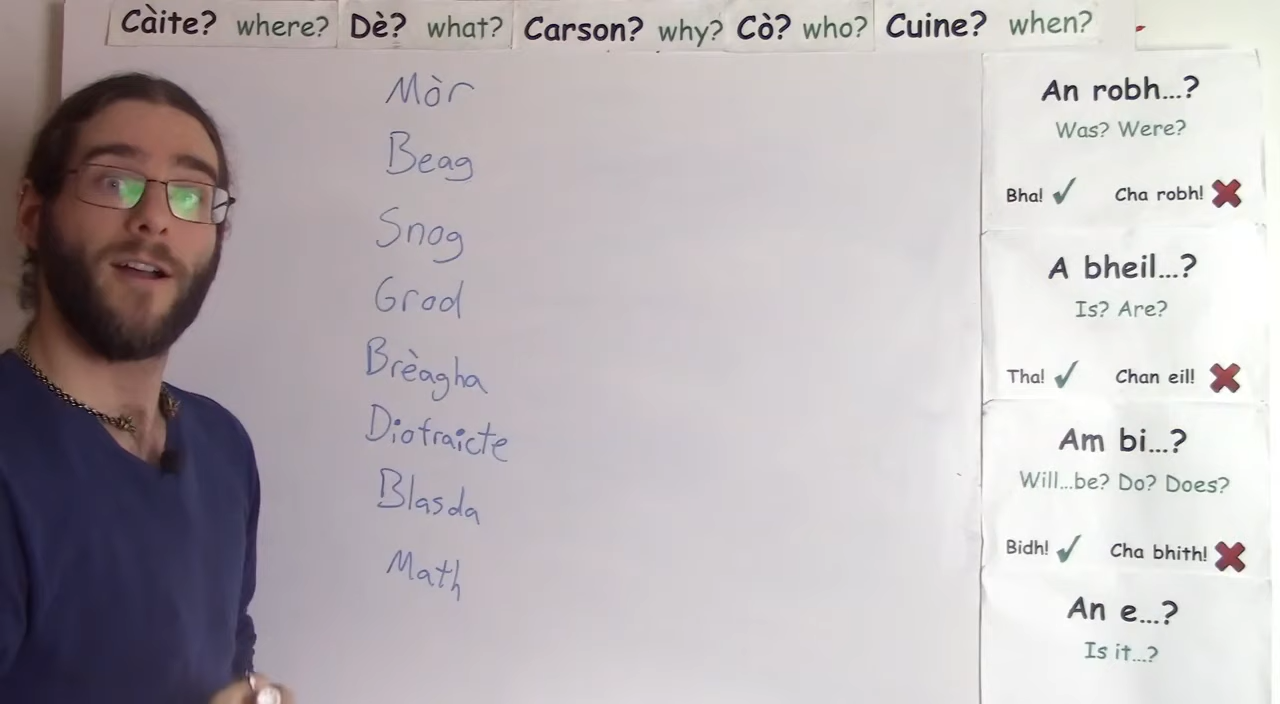 Càite? where? Dè? what? Carson? why? Cò? who? Cuine? when?
Mòr
Beag
Snog
Grod
Brèagha
Diofraicte
Blasda
Math
An robh...?
Was? Were?
Bha! Cha robh!
A bheil...?
Is? Are?
Tha! Chan eil!
Am bi...?
Will...be? Do? Does?
Bidh! Cha bhith!
An e...?
Is it...?